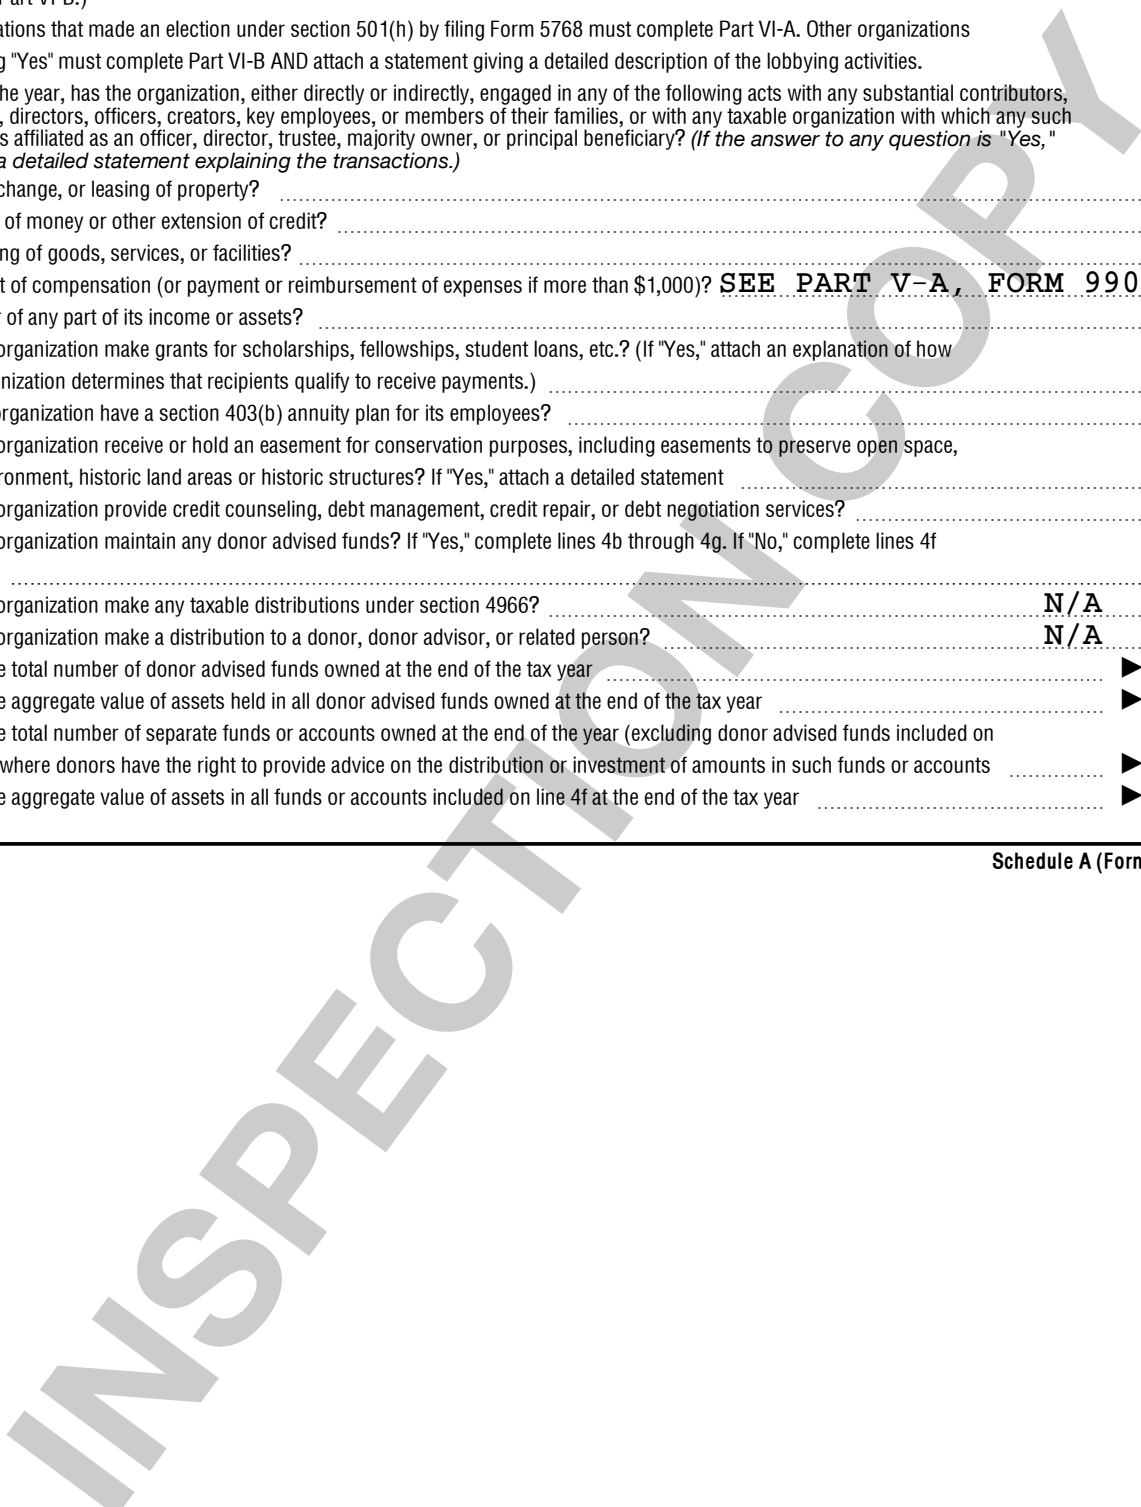 Part VI-B.)
ations that made an election under section 501(h) by filing Form 5768 must complete Part VI-A. Other organizations
g "Yes" must complete Part VI-B AND attach a statement giving a detailed description of the lobbying activities.
he year, has the organization, either directly or indirectly, engaged in any of the following acts with any substantial contributors,
, directors, officers, creators, key employees, or members of their families, or with any taxable organization with which any such
s affiliated as an officer, director, trustee, majority owner, or principal beneficiary? (If the answer to any question is "Yes,"
a detailed statement explaining the transactions.)
change, or leasing of property?
of money or other extension of credit?
ng of goods, services, or facilities?
t of compensation (or payment or reimbursement of expenses if more than $1,000)? SEE PART V-A, FORM 990
r of any part of its income or assets?
organization make grants for scholarships, fellowships, student loans, etc.? (If "Yes," attach an explanation of how
nization determines that recipients qualify to receive payments.)
organization have a section 403(b) annuity plan for its employees?
organization receive or hold an easement for conservation purposes, including easements to preserve open space,
ronment, historic land areas or historic structures? If "Yes," attach a detailed statement
organization provide credit counseling, debt management, credit repair, or debt negotiation services?
organization maintain any donor advised funds? If "Yes," complete lines 4b through 4g. If "No," complete lines 4f
organization make any taxable distributions under section 4966? N/A
organization make a distribution to a donor, donor advisor, or related person? N/A
e total number of donor advised funds owned at the end of the tax year
e aggregate value of assets held in all donor advised funds owned at the end of the tax year
e total number of separate funds or accounts owned at the end of the year (excluding donor advised funds included on
where donors have the right to provide advice on the distribution or investment of amounts in such funds or accounts
e aggregate value of assets in all funds or accounts included on line 4f at the end of the tax year
Schedule A (Form
INSPECTION COPY